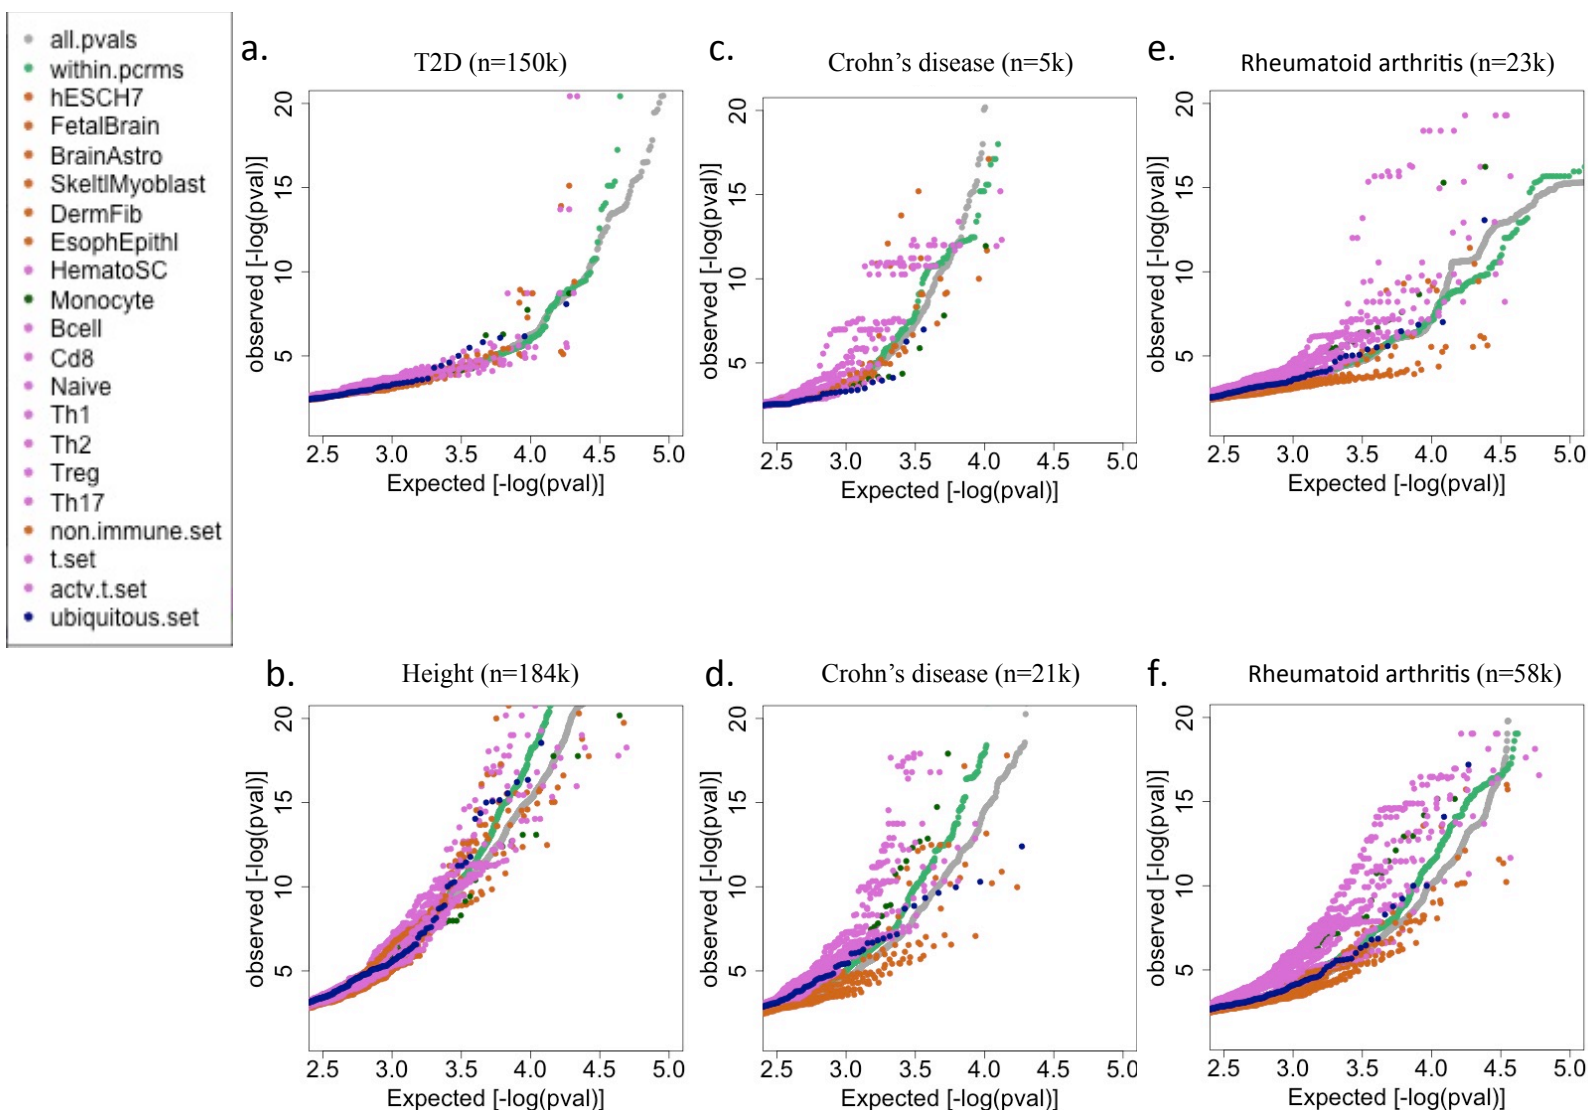 all.pvals
within.pcrms
hESCH7
FetalBrain
BrainAstro
SkeltlMyoblast
DermFib
EsophEpithl
HematoSC
Monocyte
Bcell
Cd8
Naive
Th1
Th2
Treg
Th17
non.immune.set
t.set
actv.t.set
ubiquitous.set
a.
T2D (n=150k)
observed [-log(pval)]
20
15
10
5
2.5 3.0 3.5 4.0 4.5 5.0
Expected [-log(pval)]
c.
Crohn's disease (n=5k)
observed [-log(pval)]
20
15
10
5
2.5 3.0 3.5 4.0 4.5 5.0
Expected [-log(pval)]
e.
Rheumatoid arthritis (n=23k)
observed [-log(pval)]
20
15
10
5
2.5 3.0 3.5 4.0 4.5 5.0
Expected [-log(pval)]
b.
Height (n=184k)
observed [-log(pval)]
20
15
10
5
2.5 3.0 3.5 4.0 4.5 5.0
Expected [-log(pval)]
d.
Crohn's disease (n=21k)
observed [-log(pval)]
20
15
10
5
2.5 3.0 3.5 4.0 4.5 5.0
Expected [-log(pval)]
f.
Rheumatoid arthritis (n=58k)
observed [-log(pval)]
20
15
10
5
2.5 3.0 3.5 4.0 4.5 5.0
Expected [-log(pval)]